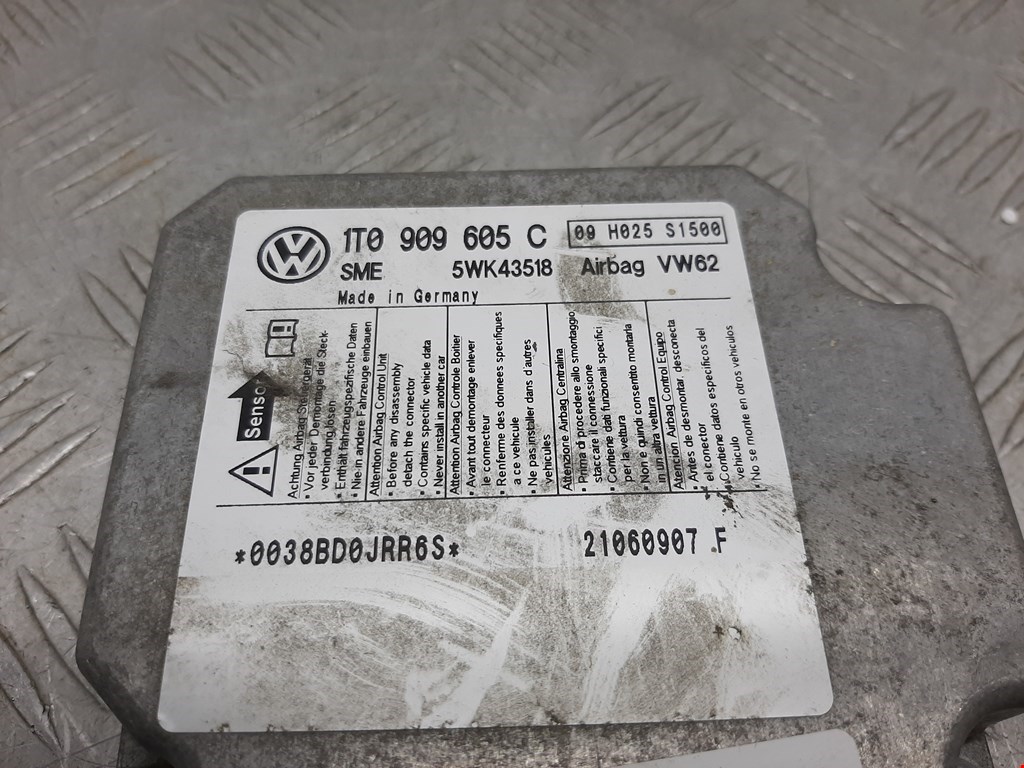 1T0 909 605 C
09 H025 S1500
SME 5WK43518 Airbag VW62
Made in Germany
Sensor
Achtung Airbag Steuergerät
• Vor jeder Demontage die Steck-
verbindung lösen
• Enthält fahrzeugspezifische Daten
• Nie in andere Fahrzeuge einbauen
Attention Airbag Control Unit
• Before any disassembly
detach the connector
• Contains specific vehicle data
• Never install in another car
Attention Airbag Controle Boitier
• Avant tout demontage enlever
le connecteur
• Renferme des donnees specifiques
a ce vehicule
• Ne pas installer dans d'autres
vehicules
Attenzione Airbag Centralina
• Prima di procedere allo smontaggio
staccare il connessione
• Contiene dati funzionali specifici
per la vettura
• Non e quindi consentito montarla
in un altra vettura
Atencion Airbag Control Equipo
• Antes de desmontar, desconecta
el conector
• Contiene datos especificos del
vehiculo
• No se monte en otros vehiculos
*0038BD0JRR6S* 21060907 F